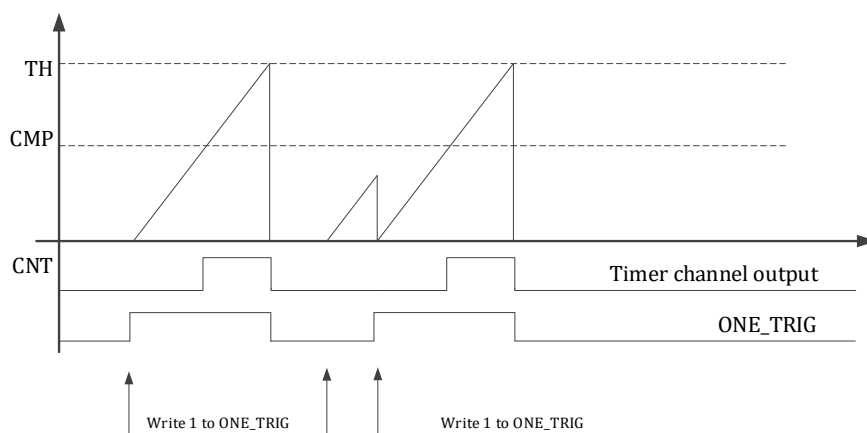 TH
CMP
CNT
Timer channel output
ONE_TRIG
Write 1 to ONE_TRIG
Write 1 to ONE_TRIG